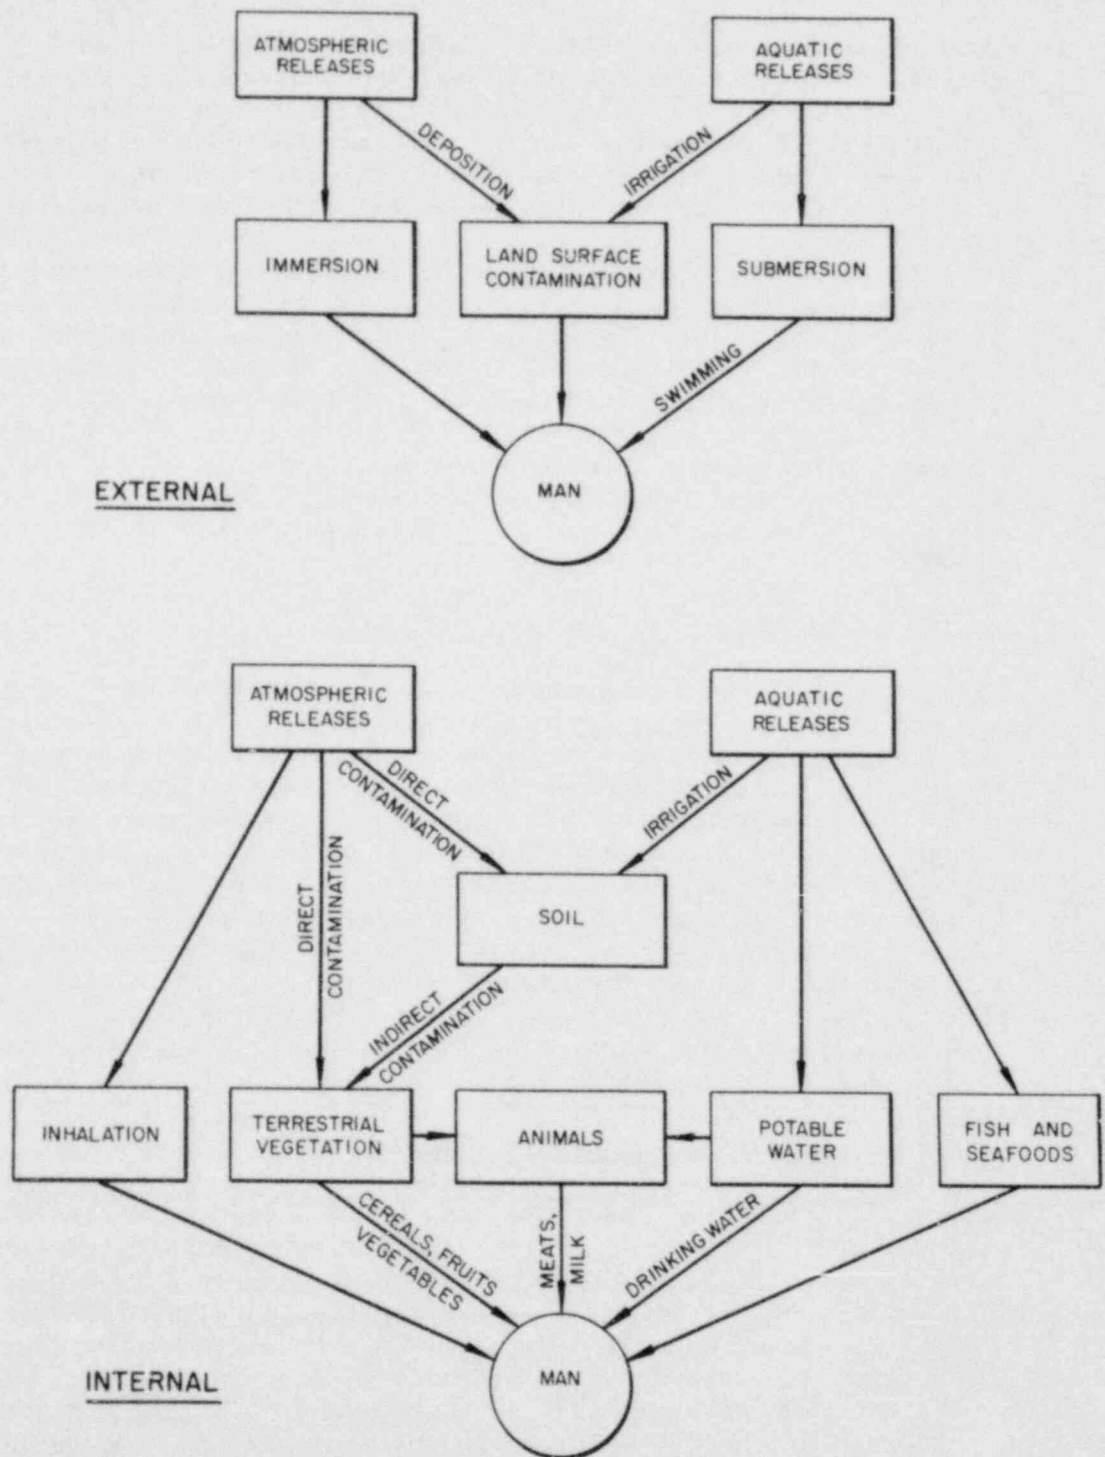 ATMOSPHERIC
RELEASES
AQUATIC
RELEASES
DEPOSITION
IRRIGATION
IMMERSION
LAND SURFACE
CONTAMINATION
SUBMERSION
SWIMMING
MAN
EXTERNAL
ATMOSPHERIC
RELEASES
AQUATIC
RELEASES
DIRECT
CONTAMINATION
IRRIGATION
DIRECT
CONTAMINATION
SOIL
INDIRECT
CONTAMINATION
INHALATION
TERRESTRIAL
VEGETATION
ANIMALS
POTABLE
WATER
FISH AND
SEAFOODS
CEREALS, FRUITS
VEGETABLES
MEATS,
MILK
DRINKING WATER
MAN
INTERNAL